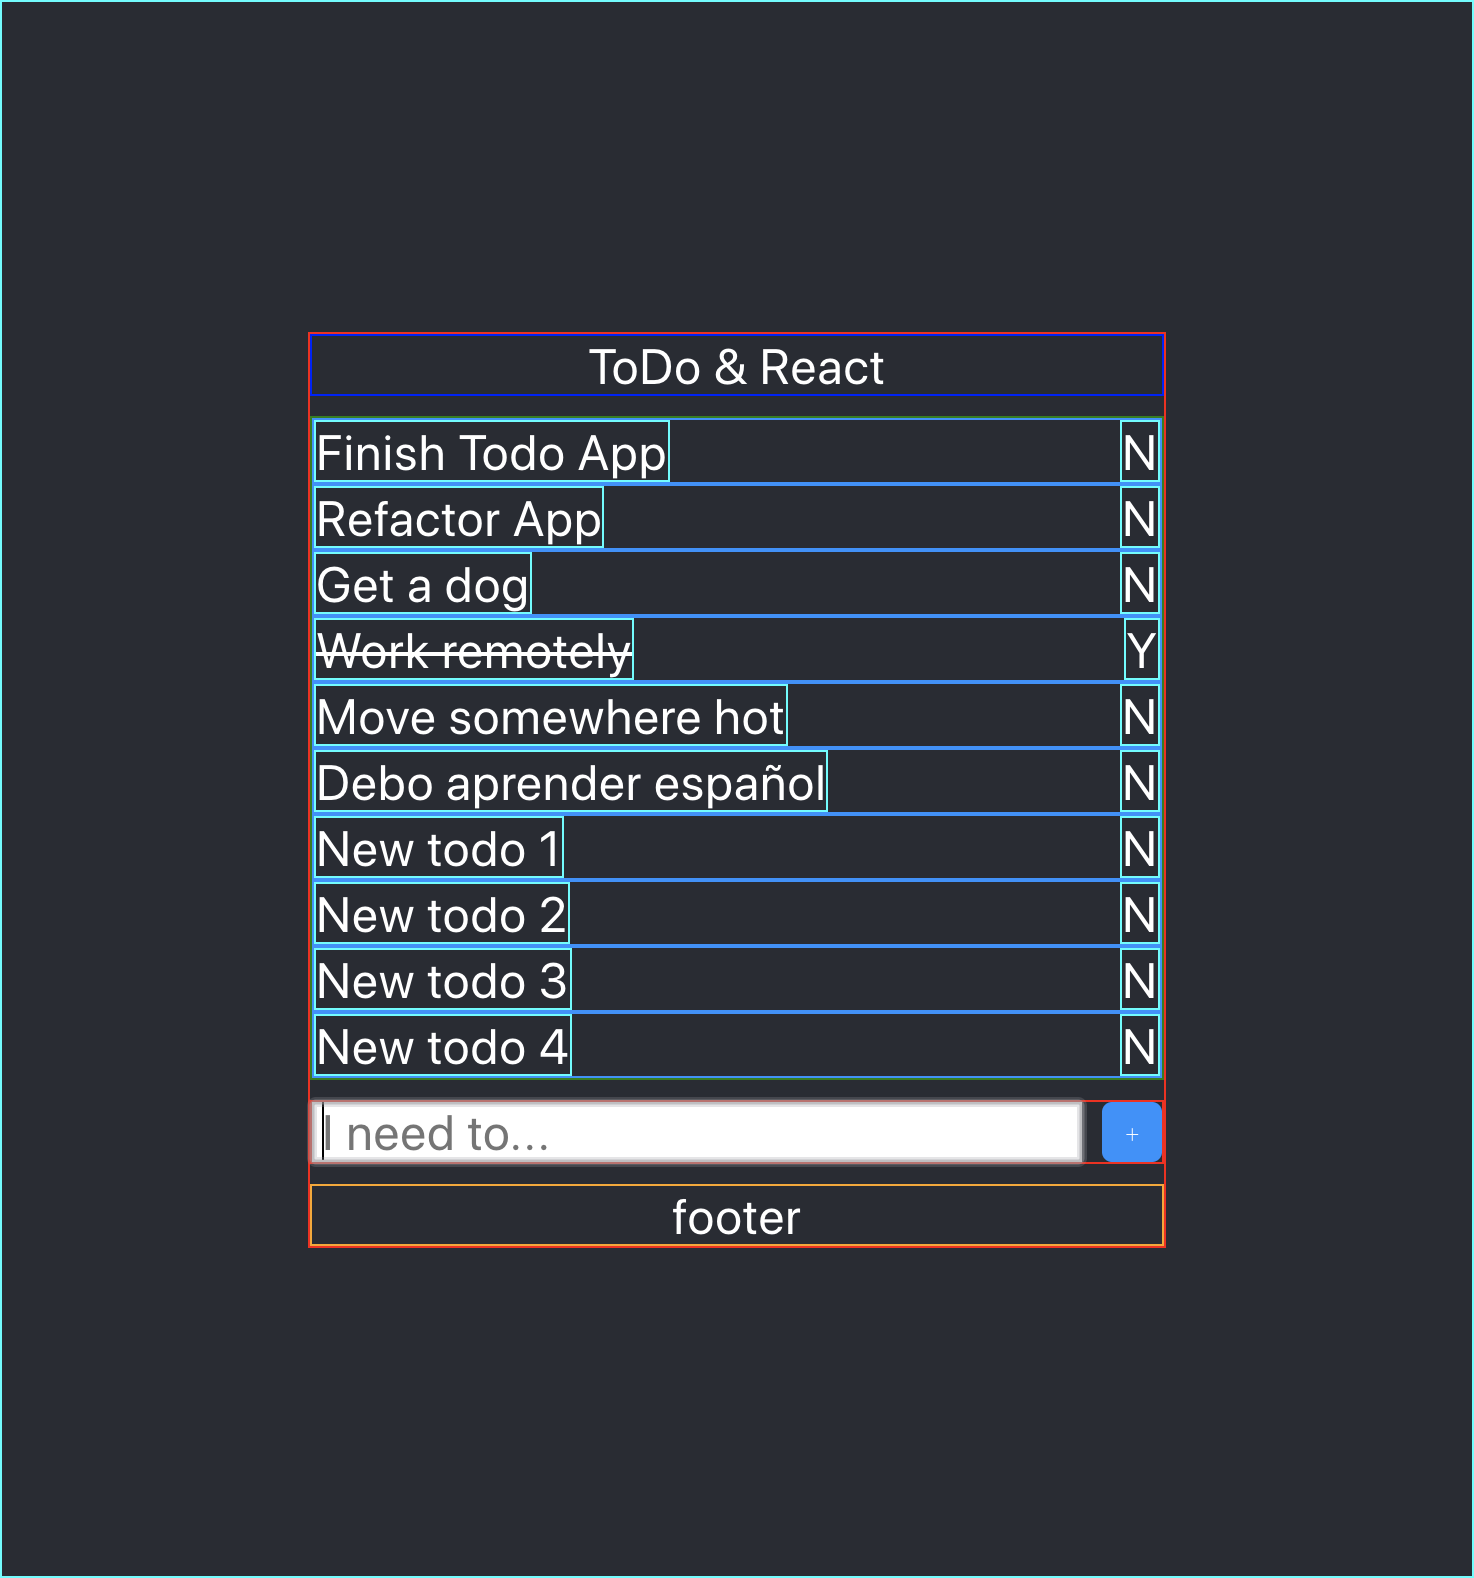 ToDo & React
Finish Todo App N
Refactor App N
Get a dog N
Work remotely Y
Move somewhere hot N
Debo aprender español N
New todo 1 N
New todo 2 N
New todo 3 N
New todo 4 N
I need to... +
footer